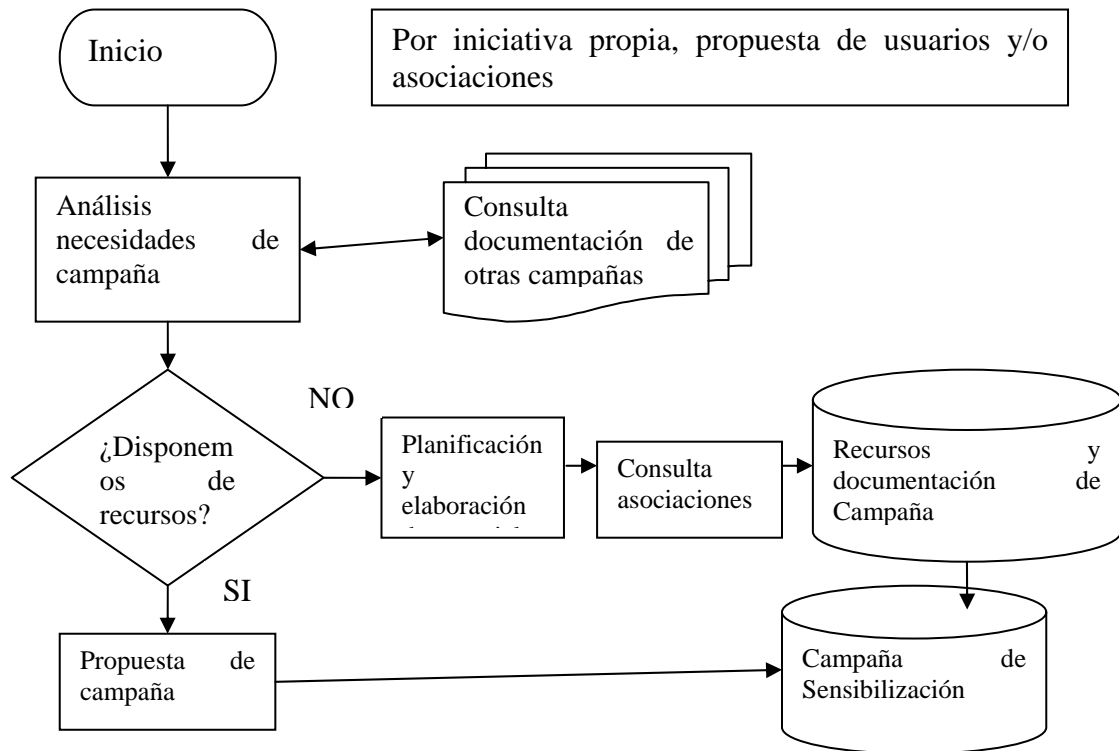 Inicio
Por iniciativa propia, propuesta de usuarios y/o
asociaciones
Análisis
necesidades de
campaña
Consulta
documentación de
otras campañas
¿Disponem
os de
recursos?
NO
Planificación
y
elaboración
Consulta
asociaciones
Recursos y
documentación de
Campaña
SI
Propuesta de
campaña
Campaña de
Sensibilización